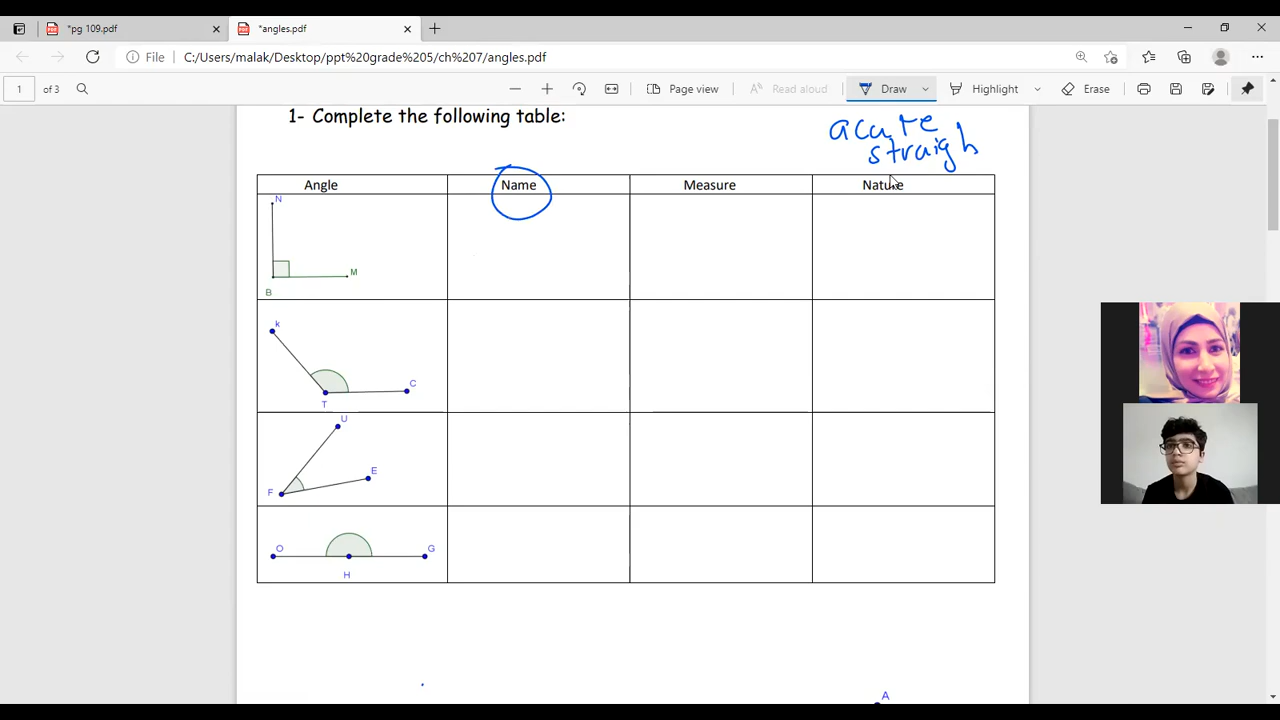 *pg 109.pdf
*angles.pdf
File C:/Users/malak/Desktop/ppt%20grade%205/ch%207/angles.pdf
1 of 3
Page view
Read aloud
Draw
Highlight
Erase
1- Complete the following table:
acute
straigh
Angle Name Measure Nature
N
M
B
k
C
T
U
E
F
O G
H
A